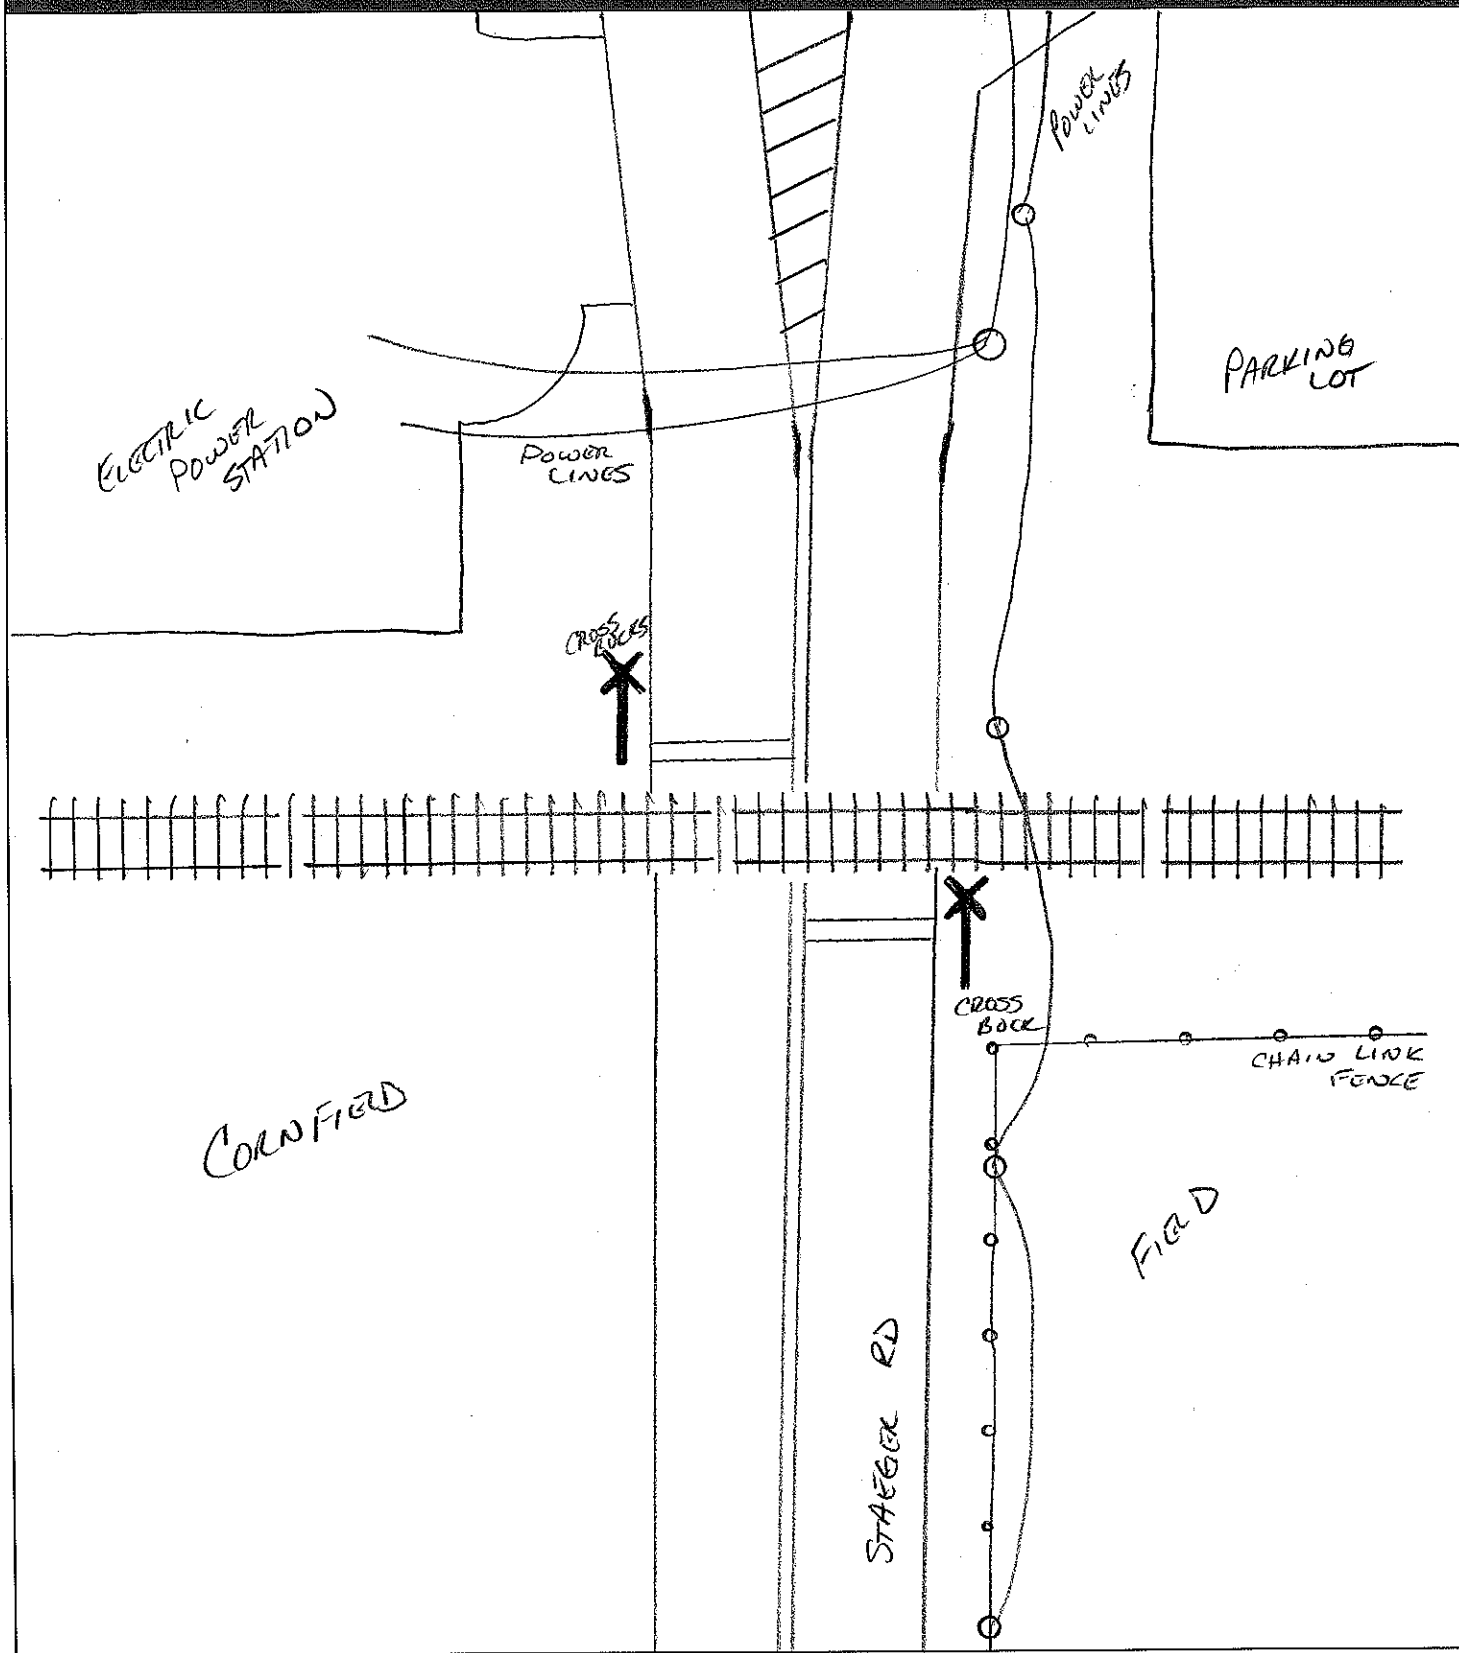 POWER
LINES
PARKING
LOT
ELECTRIC
POWER
STATION
POWER
LINES
CROSS
BUCKS
CROSS
BUCK
CHAIN LINK
FENCE
CORNFIELD
FIELD
STAEGER RD